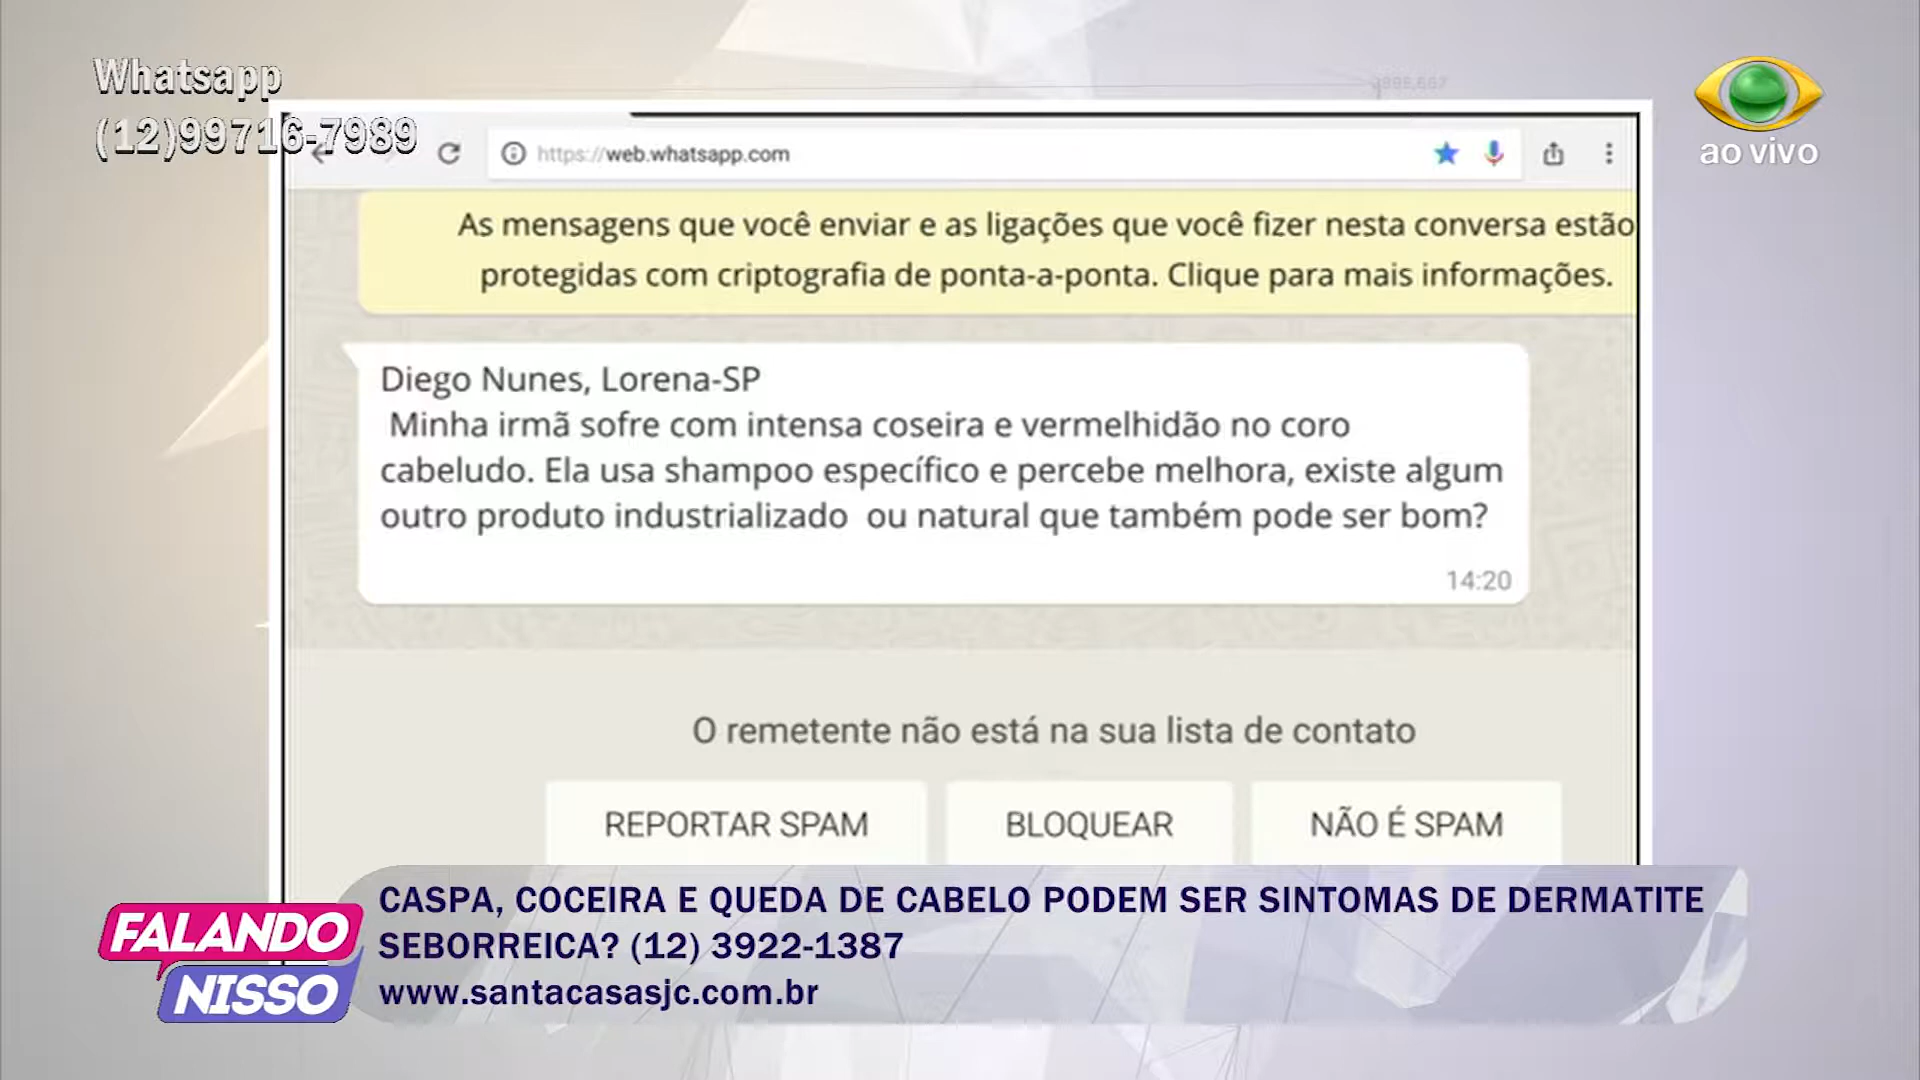 Whatsapp
(12)99716-7989
3998,667
ao vivo
https://web.whatsapp.com
As mensagens que você enviar e as ligações que você fizer nesta conversa estão
protegidas com criptografia de ponta-a-ponta. Clique para mais informações.
Diego Nunes, Lorena-SP
Minha irmã sofre com intensa coseira e vermelhidão no coro
cabeludo. Ela usa shampoo específico e percebe melhora, existe algum
outro produto industrializado ou natural que também pode ser bom?
14:20
O remetente não está na sua lista de contato
REPORTAR SPAM BLOQUEAR NÃO É SPAM
FALANDO
NISSO
CASPA, COCEIRA E QUEDA DE CABELO PODEM SER SINTOMAS DE DERMATITE
SEBORREICA? (12) 3922-1387
www.santacasasjc.com.br